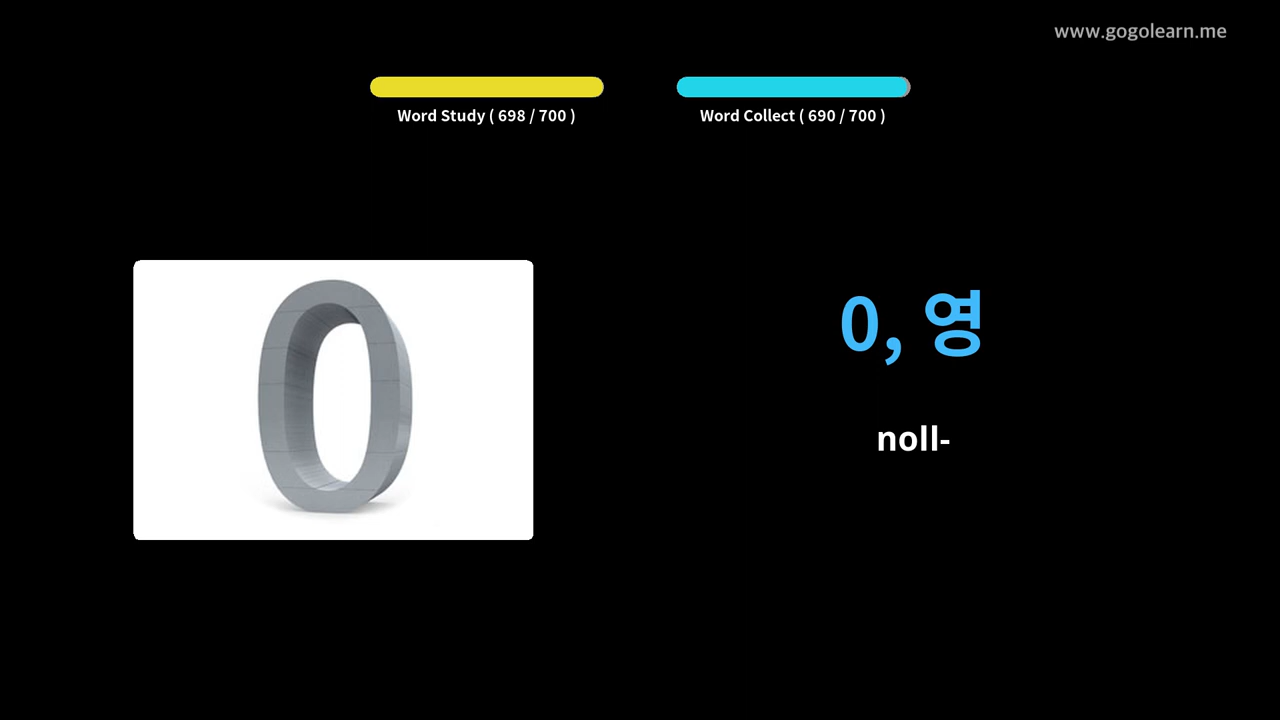 www.gogolearn.me
Word Study ( 698 / 700 )
Word Collect ( 690 / 700 )
0, 영
noll-